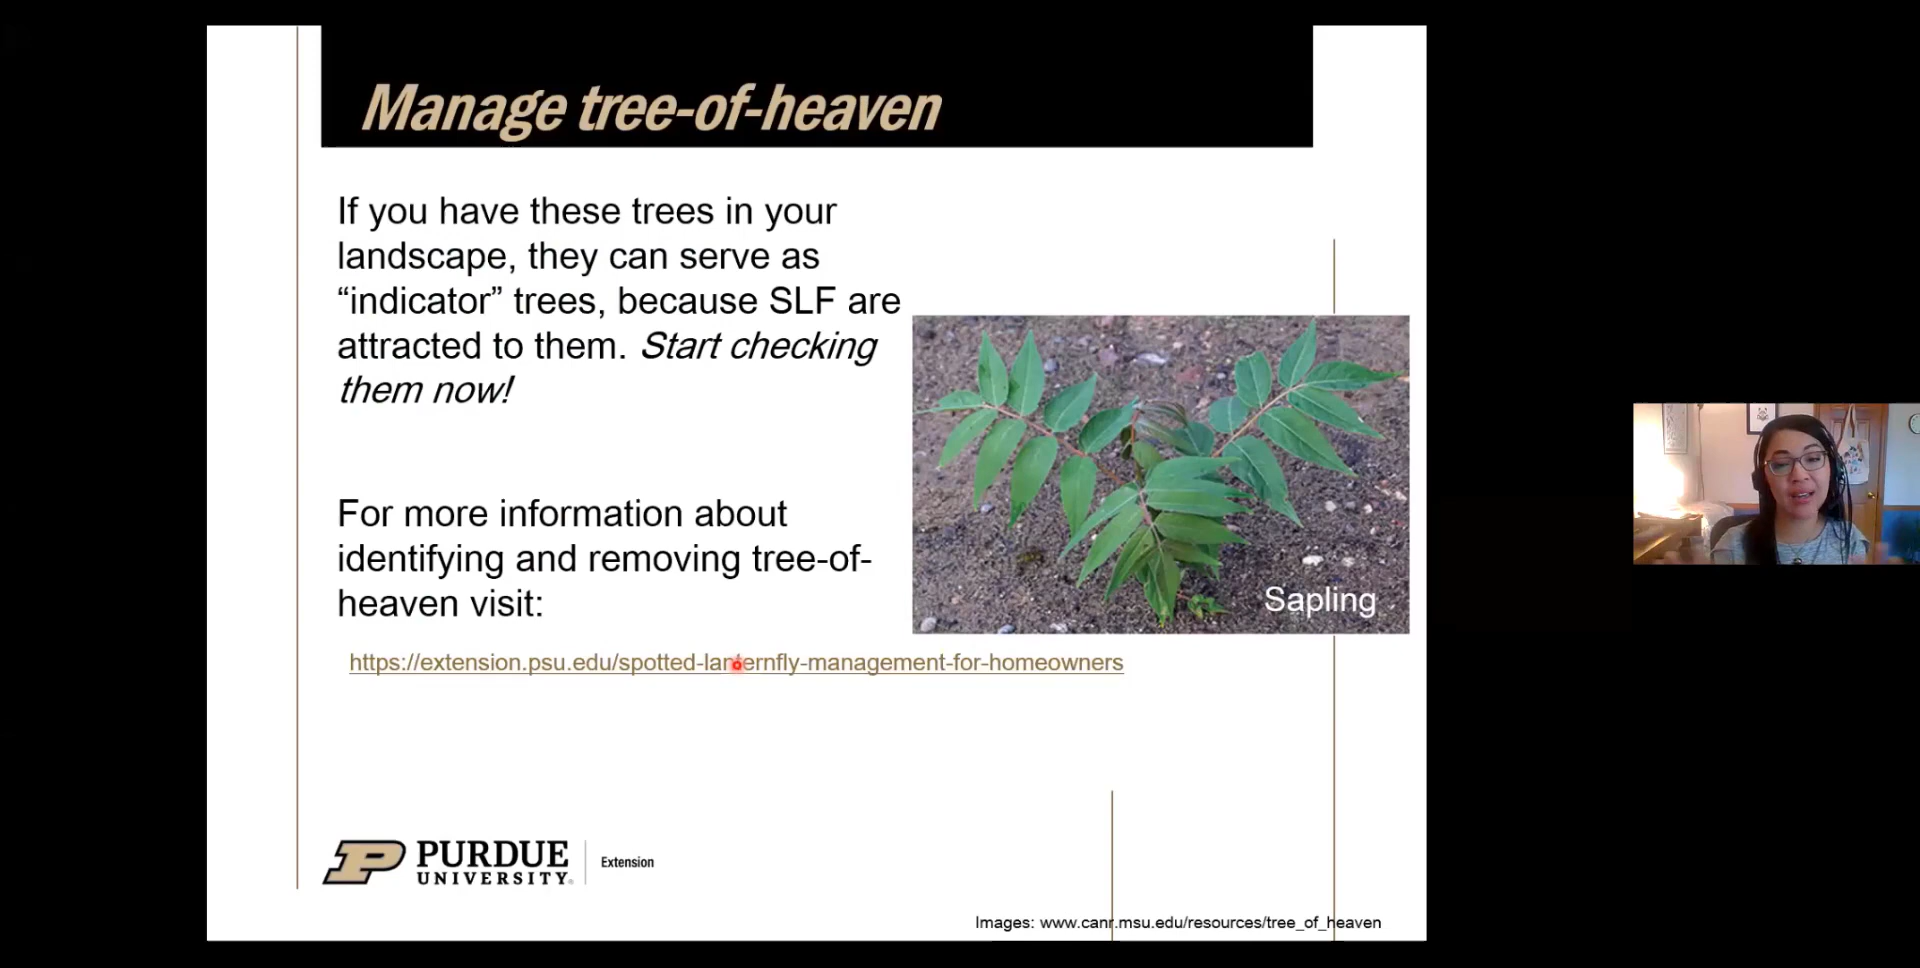 Manage tree-of-heaven
If you have these trees in your
landscape, they can serve as
“indicator” trees, because SLF are
attracted to them. Start checking
them now!
For more information about
identifying and removing tree-of-
heaven visit:
Sapling
https://extension.psu.edu/spotted-lanternfly-management-for-homeowners
PURDUE
UNIVERSITY
Extension
Images: www.canr.msu.edu/resources/tree_of_heaven